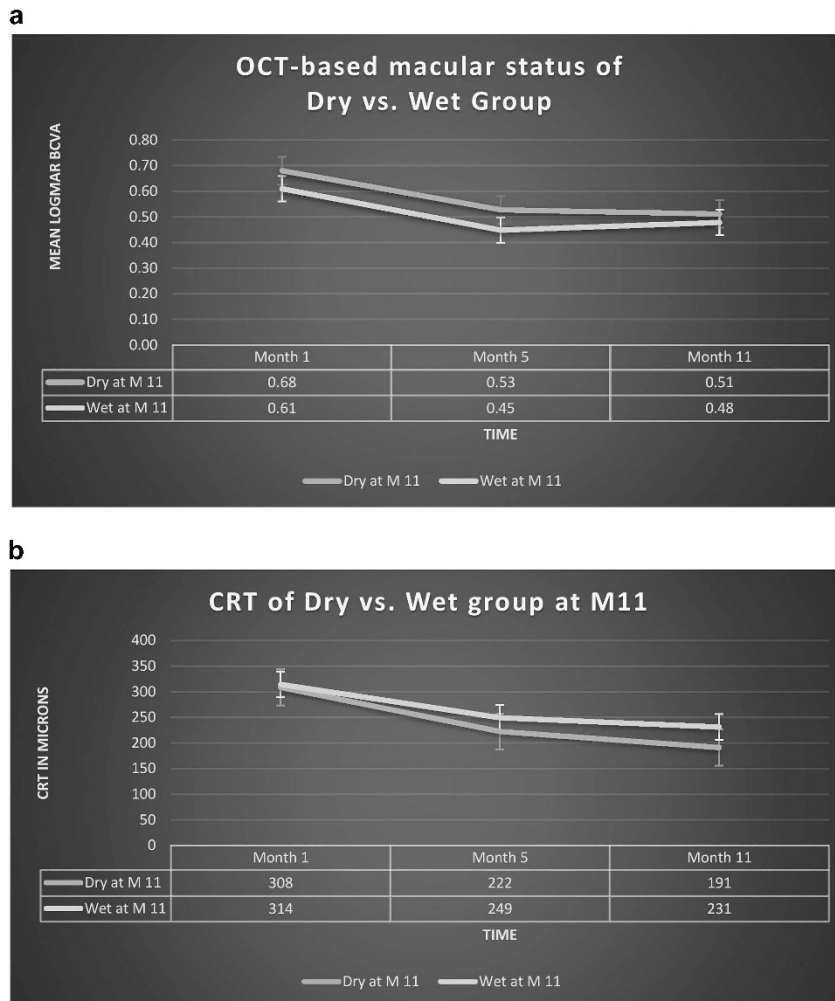 a
OCT-based macular status of
Dry vs. Wet Group
MEAN LOGMAR BCVA
0.80
0.70
0.60
0.50
0.40
0.30
0.20
0.10
0.00
Month 1 Month 5 Month 11
Dry at M 11 0.68 0.53 0.51
Wet at M 11 0.61 0.45 0.48
TIME
Dry at M 11 Wet at M 11
b
CRT of Dry vs. Wet group at M11
CRT IN MICRONS
400
350
300
250
200
150
100
50
0
Month 1 Month 5 Month 11
Dry at M 11 308 222 191
Wet at M 11 314 249 231
TIME
Dry at M 11 Wet at M 11